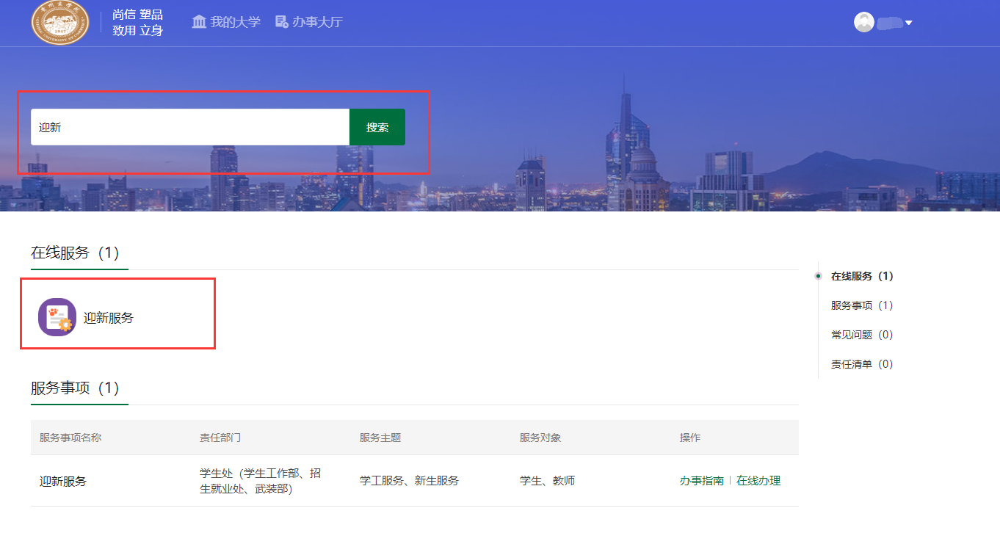 尚信 塑品
致用 立身
我的大学
办事大厅
迎新
搜索
在线服务（1）
迎新服务
服务事项（1）
服务事项名称
责任部门
服务主题
服务对象
操作
迎新服务
学生处（学生工作部、招
生就业处、武装部）
学工服务、新生服务
学生、教师
办事指南
在线办理
在线服务（1）
服务事项（1）
常见问题（0）
责任清单（0）